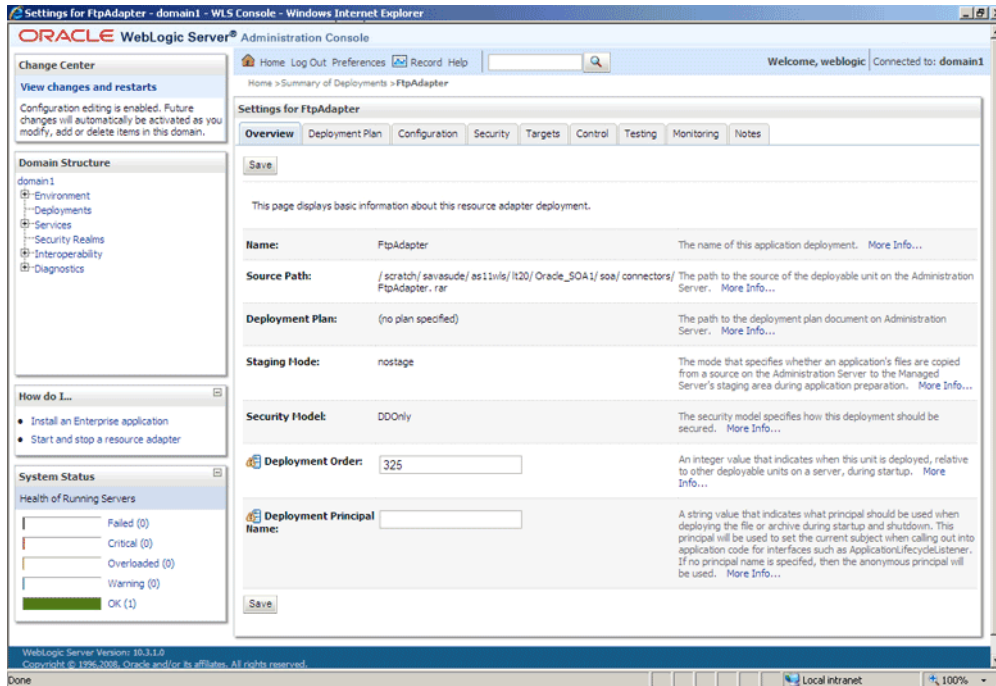 Settings for FtpAdapter - domain1 - WLS Console - Windows Internet Explorer
ORACLE WebLogic Server® Administration Console
Change Center
View changes and restarts
Configuration editing is enabled. Future
changes will automatically be activated as you
modify, add or delete items in this domain.
Domain Structure
domain1
Environment
Deployments
Services
Security Realms
Interoperability
Diagnostics
How do I...
Install an Enterprise application
Start and stop a resource adapter
System Status
Health of Running Servers
Failed (0)
Critical (0)
Overloaded (0)
Warning (0)
OK (1)
Home Log Out Preferences Record Help
Welcome, weblogic Connected to: domain1
Home >Summary of Deployments >FtpAdapter
Settings for FtpAdapter
Overview Deployment Plan Configuration Security Targets Control Testing Monitoring Notes
Save
This page displays basic information about this resource adapter deployment.
Name: FtpAdapter The name of this application deployment. More Info...
Source Path: /scratch/savasude/as11wls/lt20/Oracle_SOA1/soa/connectors/ The path to the source of the deployable unit on the Administration
FtpAdapter.rar Server. More Info...
Deployment Plan: (no plan specified) The path to the deployment plan document on Administration
Server. More Info...
Staging Mode: nostage The mode that specifies whether an application's files are copied
from a source on the Administration Server to the Managed
Server's staging area during application preparation. More Info...
Security Model: DDOnly The security model specifies how this deployment should be
secured. More Info...
Deployment Order: 325 An integer value that indicates when this unit is deployed, relative
to other deployable units on a server, during startup. More
Info...
Deployment Principal A string value that indicates what principal should be used when
Name: deploying the file or archive during startup and shutdown. This
principal will be used to set the current subject when calling out into
application code for interfaces such as ApplicationLifecycleListener.
If no principal name is specifed, then the anonymous principal will
be used. More Info...
Save
WebLogic Server Version: 10.3.1.0
Copyright © 1996,2008, Oracle and/or its affiliates. All rights reserved.
Done Local intranet 100%